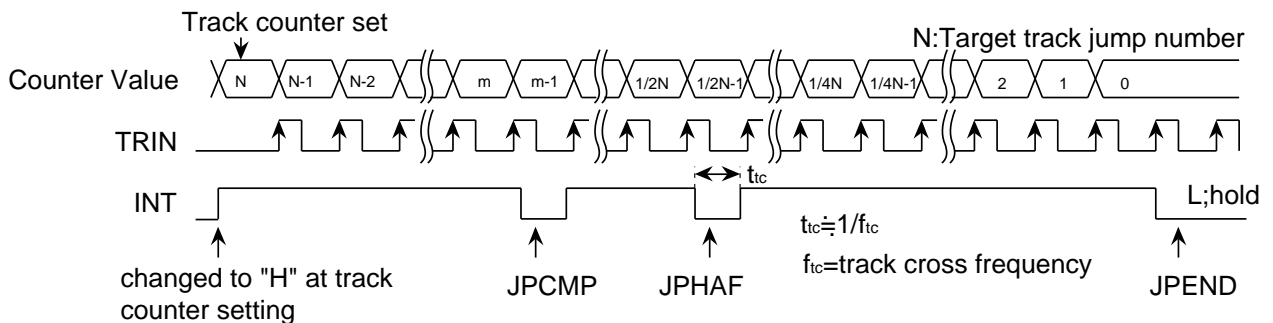 Track counter set
N:Target track jump number
Counter Value N N-1 N-2 m m-1 1/2N 1/2N-1 1/4N 1/4N-1 2 1 0
TRIN
ttc
INT L;hold
ttc≒1/ftc
changed to "H" at track counter setting JPCMP JPHAF ftc=track cross frequency JPEND